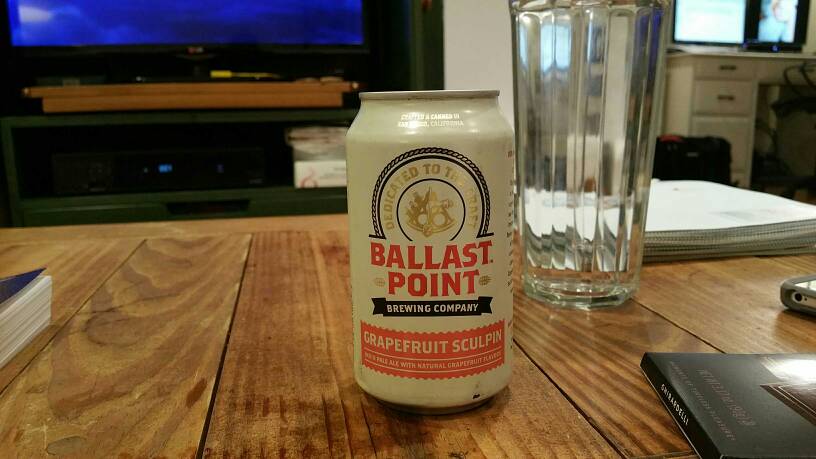 CRAFTED & CANNED IN
SAN DIEGO, CALIFORNIA
DEDICATED TO THE CRAFT
BALLAST
POINT
BREWING COMPANY
GRAPEFRUIT SCULPIN
INDIA PALE ALE WITH NATURAL GRAPEFRUIT FLAVOR
GHIRARDELLI